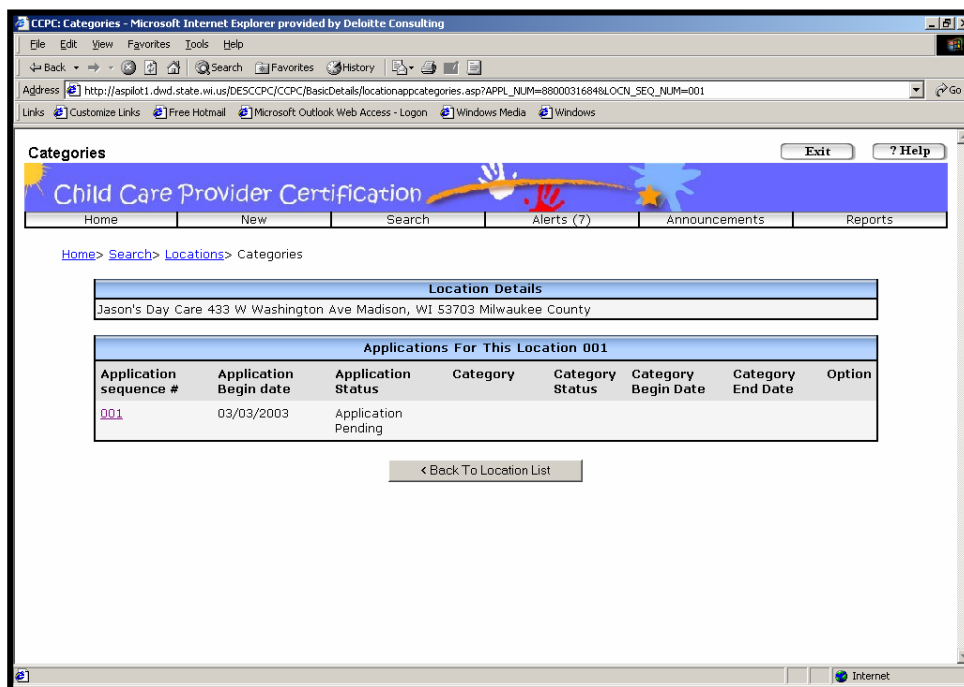 CCPC: Categories - Microsoft Internet Explorer provided by Deloitte Consulting
File Edit View Favorites Tools Help
Back Search Favorites History
Address http://aspilot1.dwd.state.wi.us/DESCCPC/CCPC/BasicDetails/locationappcategories.asp?APPL_NUM=8800031684&LOCN_SEQ_NUM=001 Go
Links Customize Links Free Hotmail Microsoft Outlook Web Access - Logon Windows Media Windows
Categories Exit ? Help
Child Care Provider Certification
Home New Search Alerts (7) Announcements Reports
Home> Search> Locations> Categories
Location Details
Jason's Day Care 433 W Washington Ave Madison, WI 53703 Milwaukee County
Applications For This Location 001
Application Application Application Category Category Category Category Option
sequence # Begin date Status Status Begin Date End Date
001 03/03/2003 Application
Pending
< Back To Location List
Internet